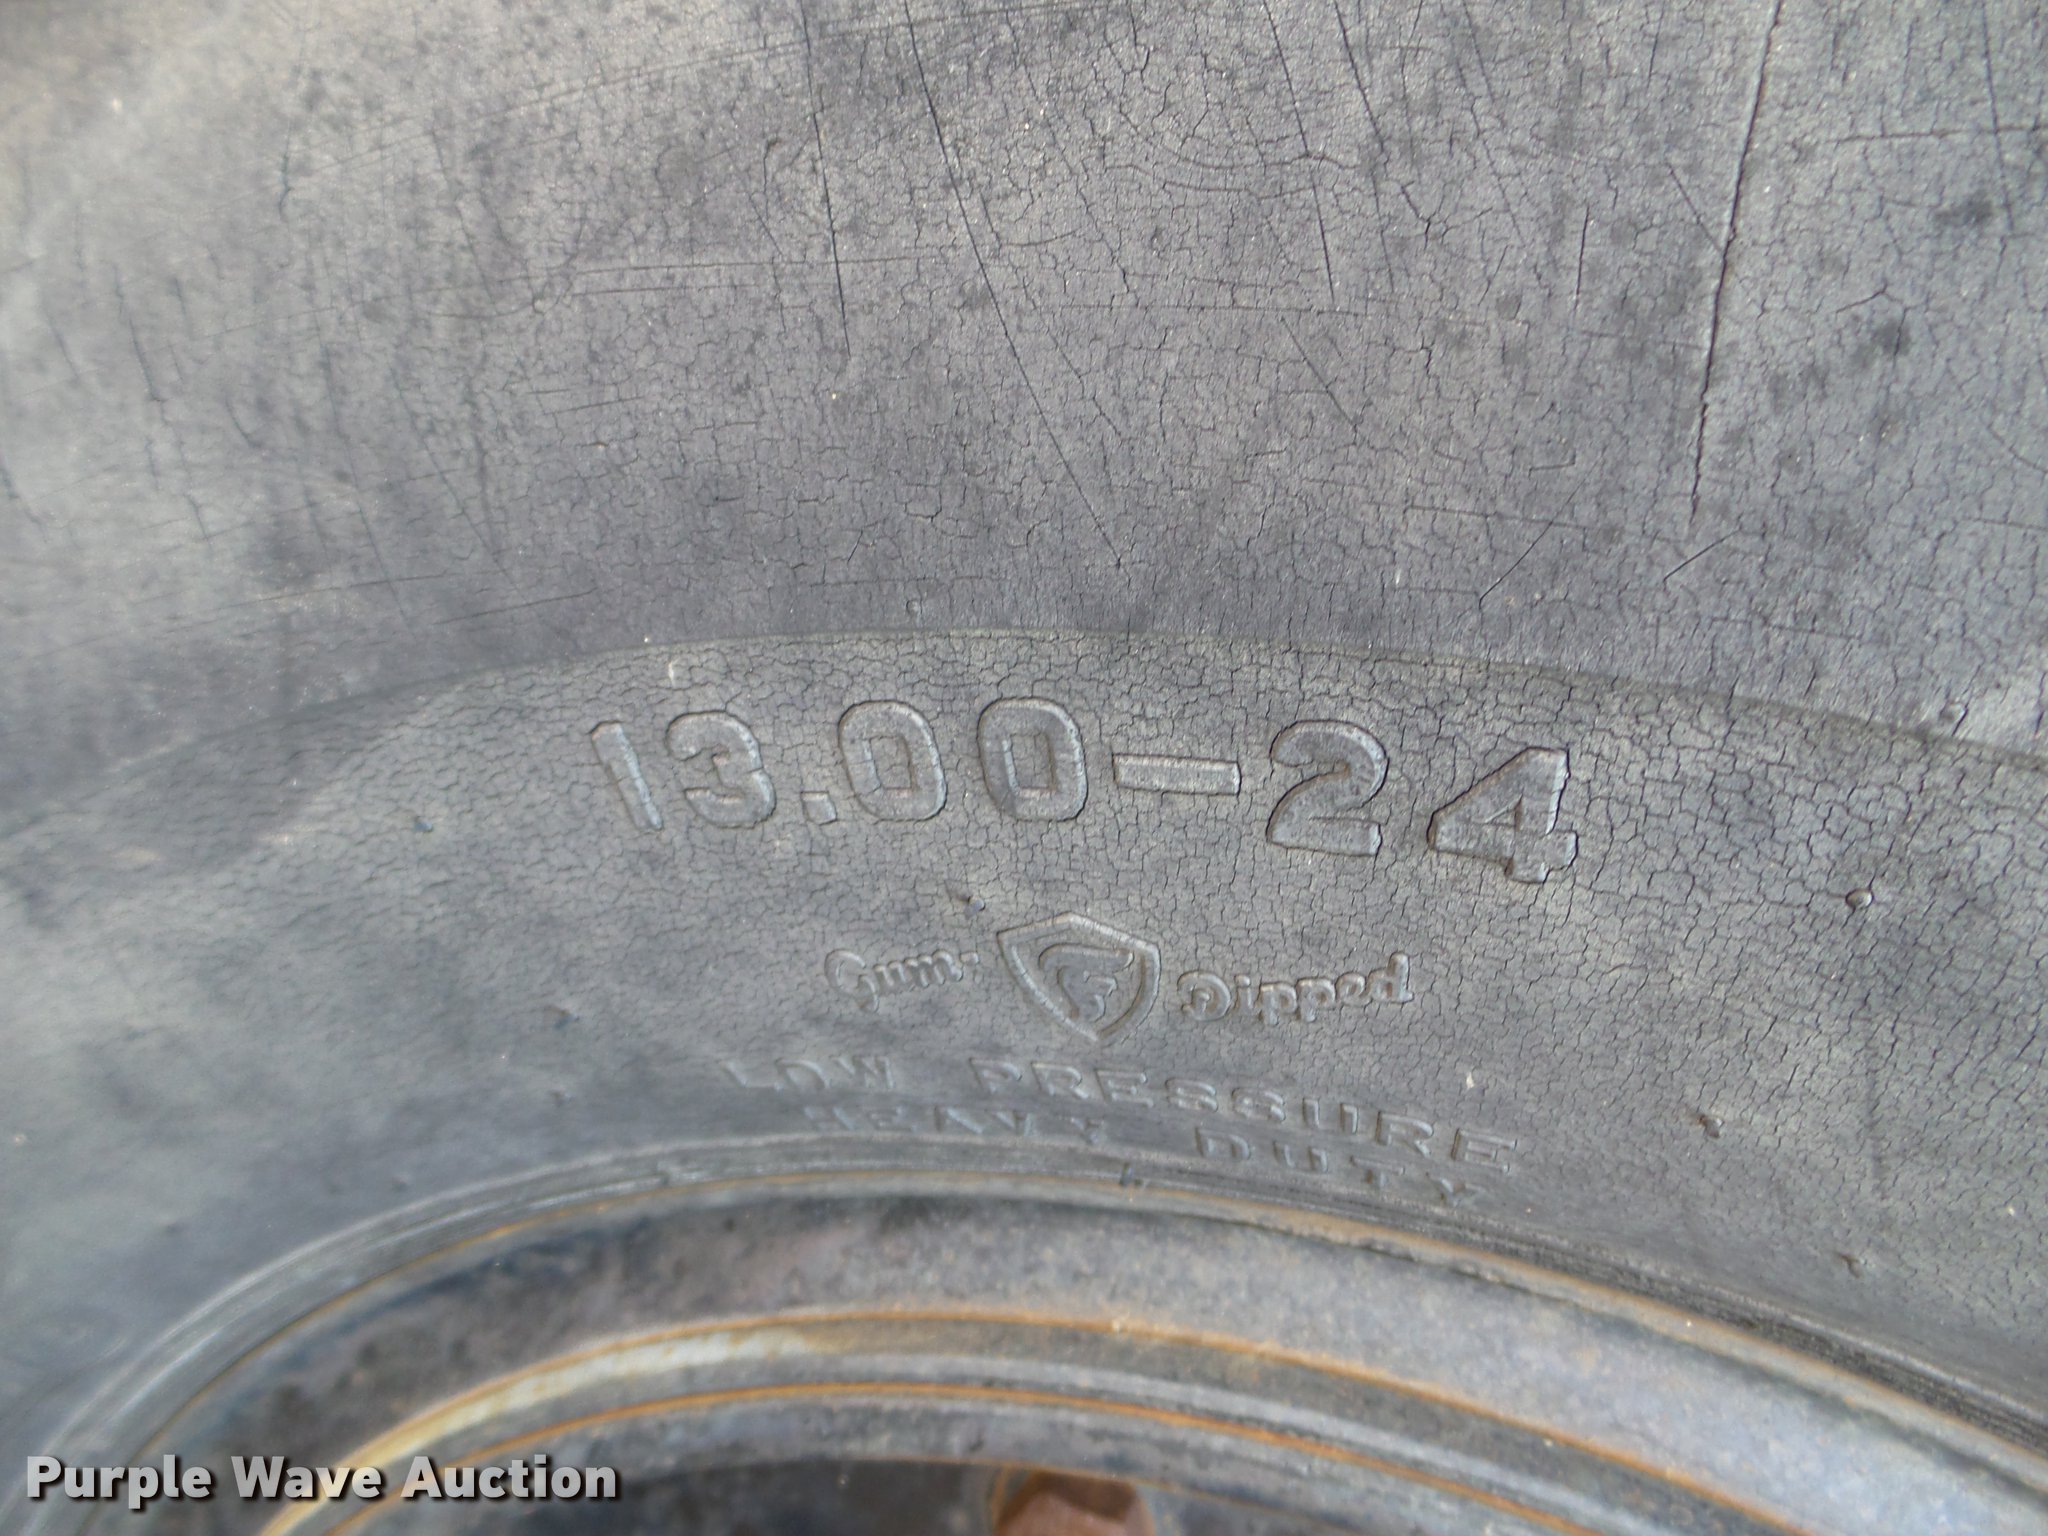 13.00-24
Gum- F Dipped
LOW PRESSURE
HEAVY DUTY
Purple Wave Auction